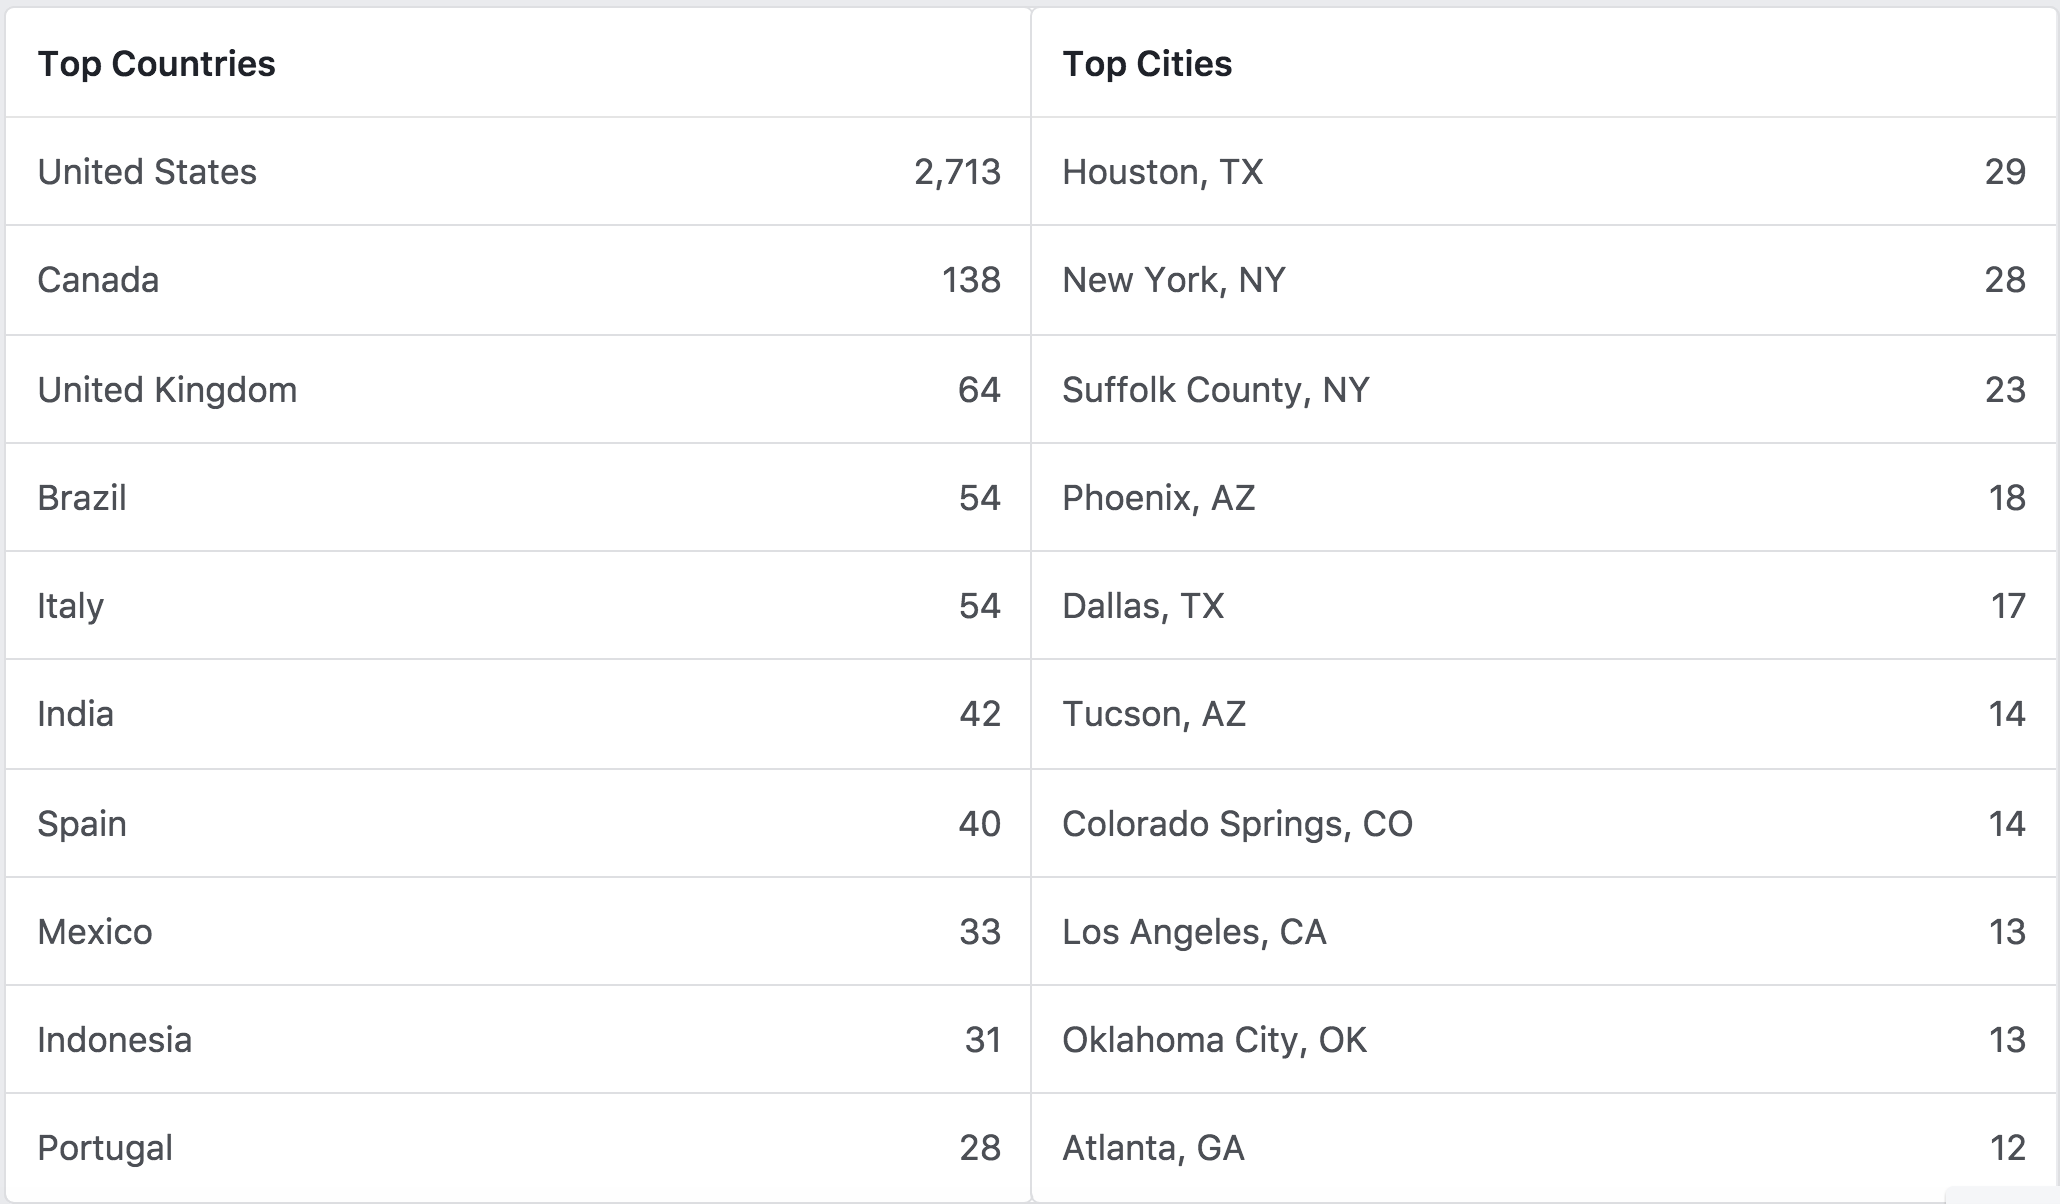 Top Countries
United States 2,713
Canada 138
United Kingdom 64
Brazil 54
Italy 54
India 42
Spain 40
Mexico 33
Indonesia 31
Portugal 28
Top Cities
Houston, TX 29
New York, NY 28
Suffolk County, NY 23
Phoenix, AZ 18
Dallas, TX 17
Tucson, AZ 14
Colorado Springs, CO 14
Los Angeles, CA 13
Oklahoma City, OK 13
Atlanta, GA 12